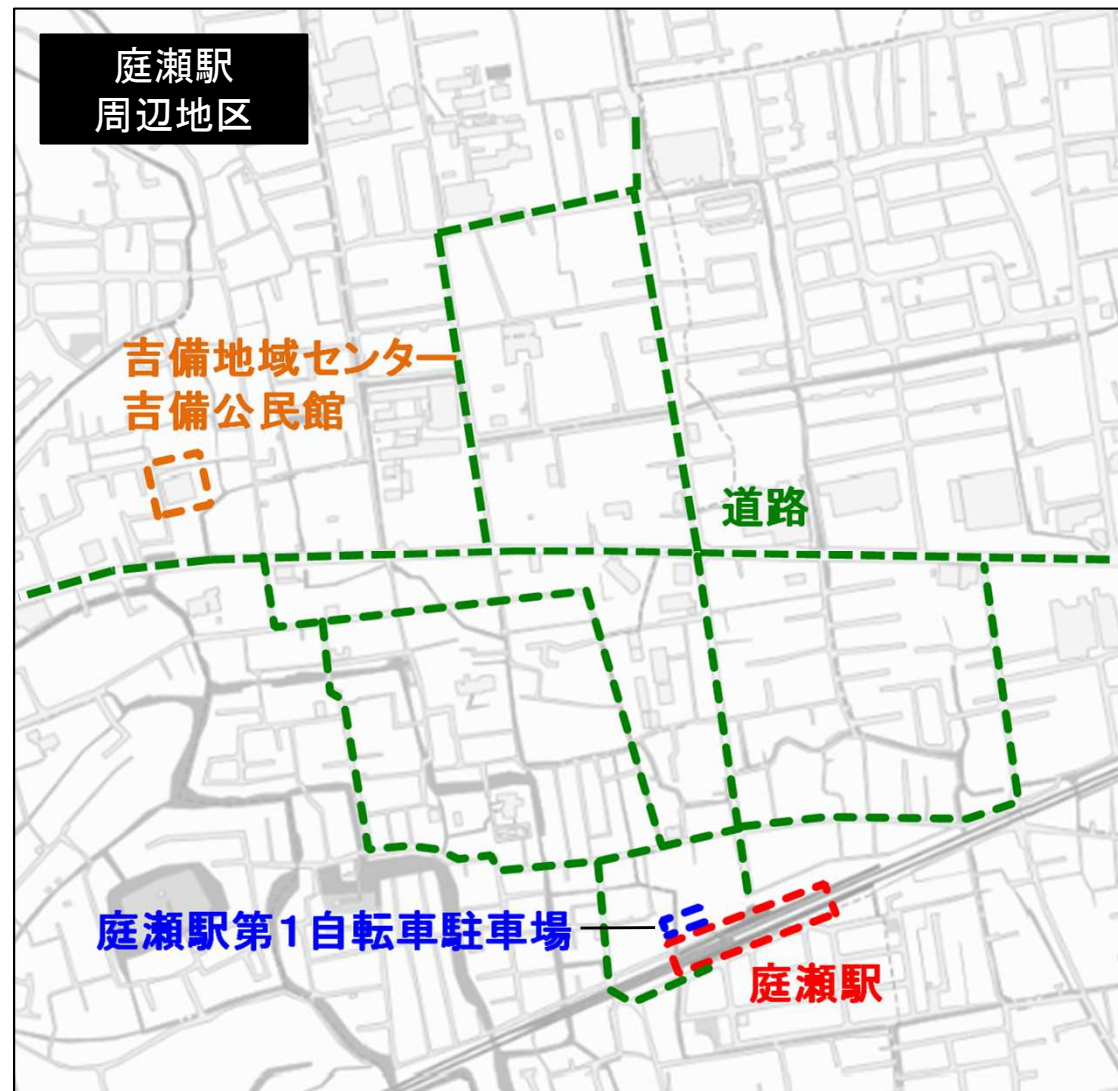 庭瀬駅
周辺地区
吉備地域センター
吉備公民館
道路
庭瀬駅第1自転車駐車場
庭瀬駅